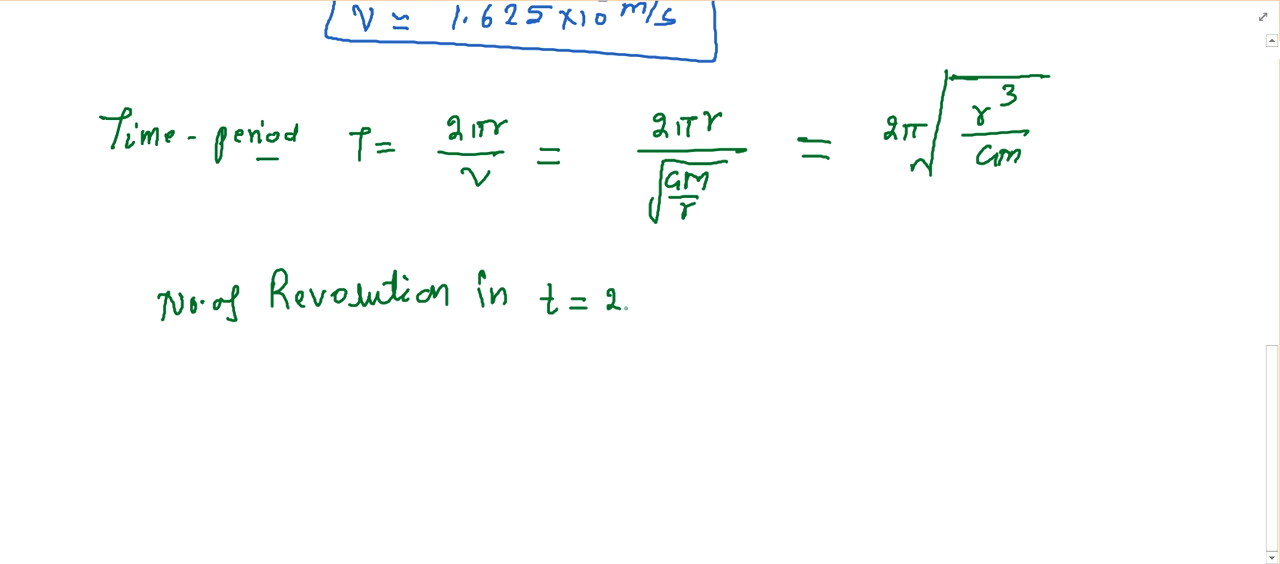 V ≃ 1.625×10 m/s
Time-period T = 2πr/V = 2πr/√(GM/r) = 2π√(r³/GM)
No. of Revolution in t = 2.